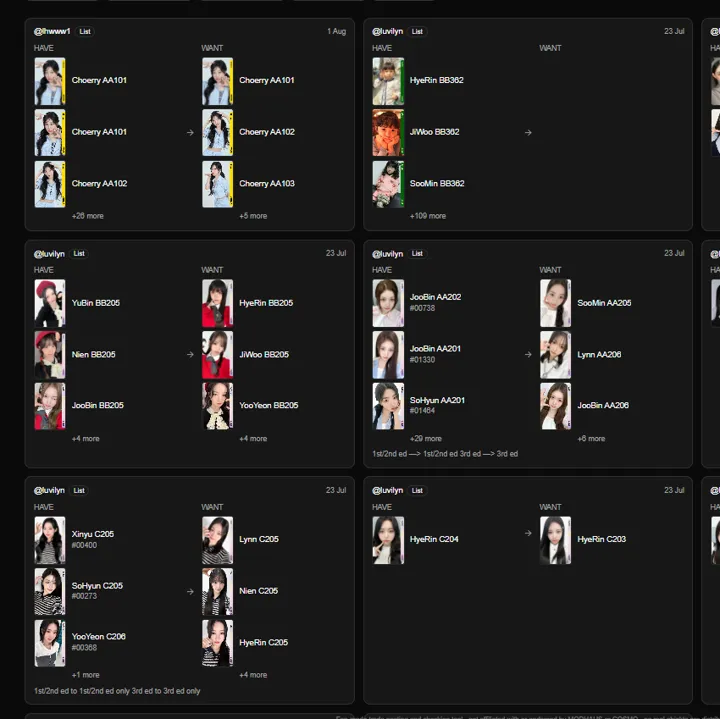 @lhwww1 List 1 Aug
HAVE WANT
Choerry AA101 Choerry AA101
Choerry AA101 → Choerry AA102
Choerry AA102 Choerry AA103
+26 more +5 more
@luvilyn List 23 Jul
HAVE WANT
HyeRin BB362
JiWoo BB362 →
SooMin BB362
+109 more
@luvilyn List 23 Jul
HAVE WANT
YuBin BB205 HyeRin BB205
Nien BB205 → JiWoo BB205
JooBin BB205 YooYeon BB205
+4 more +4 more
@luvilyn List 23 Jul
HAVE WANT
JooBin AA202 SooMin AA205
#00738
JooBin AA201 → Lynn AA206
#01330
SoHyun AA201 JooBin AA206
#01464
+29 more +6 more
1st/2nd ed —> 1st/2nd ed 3rd ed —> 3rd ed
@luvilyn List 23 Jul
HAVE WANT
Xinyu C205 Lynn C205
#00400
SoHyun C205 → Nien C205
#00273
YooYeon C206 HyeRin C205
#00368
+1 more +4 more
1st/2nd ed to 1st/2nd ed only 3rd ed to 3rd ed only
@luvilyn List 23 Jul
HAVE WANT
HyeRin C204 → HyeRin C203